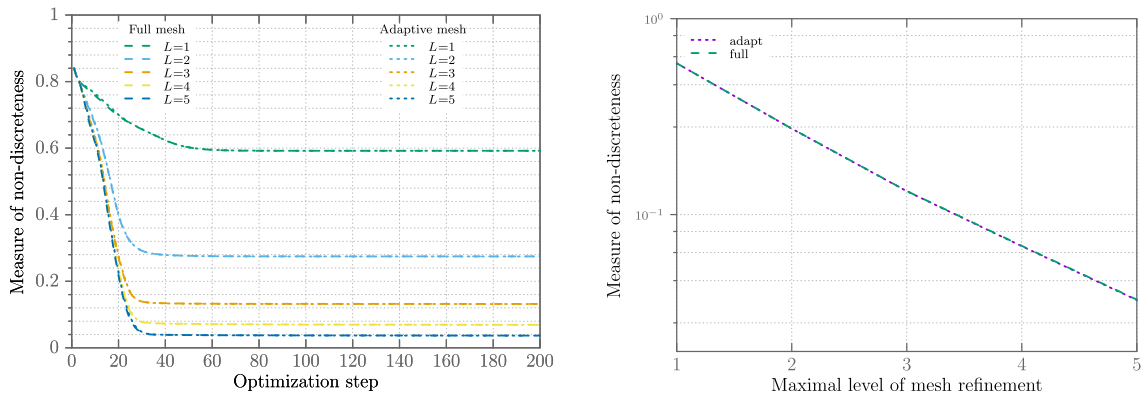 Measure of non-discreteness
1
0.8
0.6
0.4
0.2
0
Full mesh
L=1
L=2
L=3
L=4
L=5
Adaptive mesh
L=1
L=2
L=3
L=4
L=5
0 20 40 60 80 100 120 140 160 180 200
Optimization step
Measure of non-discreteness
10⁰
10⁻¹
adapt
full
1 2 3 4 5
Maximal level of mesh refinement